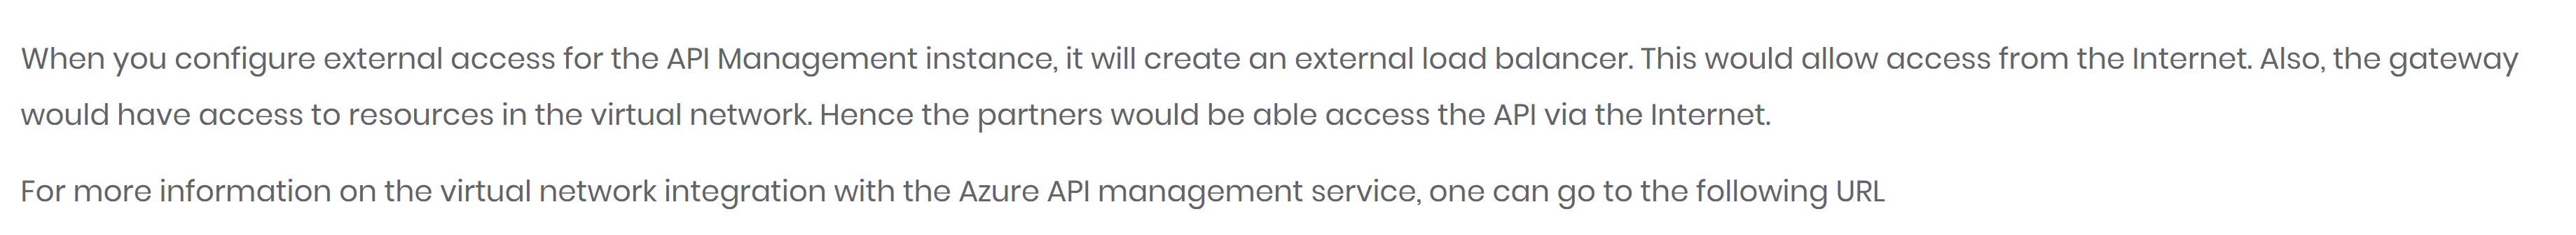 When you configure external access for the API Management instance, it will create an external load balancer. This would allow access from the Internet. Also, the gateway
would have access to resources in the virtual network. Hence the partners would be able access the API via the Internet.
For more information on the virtual network integration with the Azure API management service, one can go to the following URL